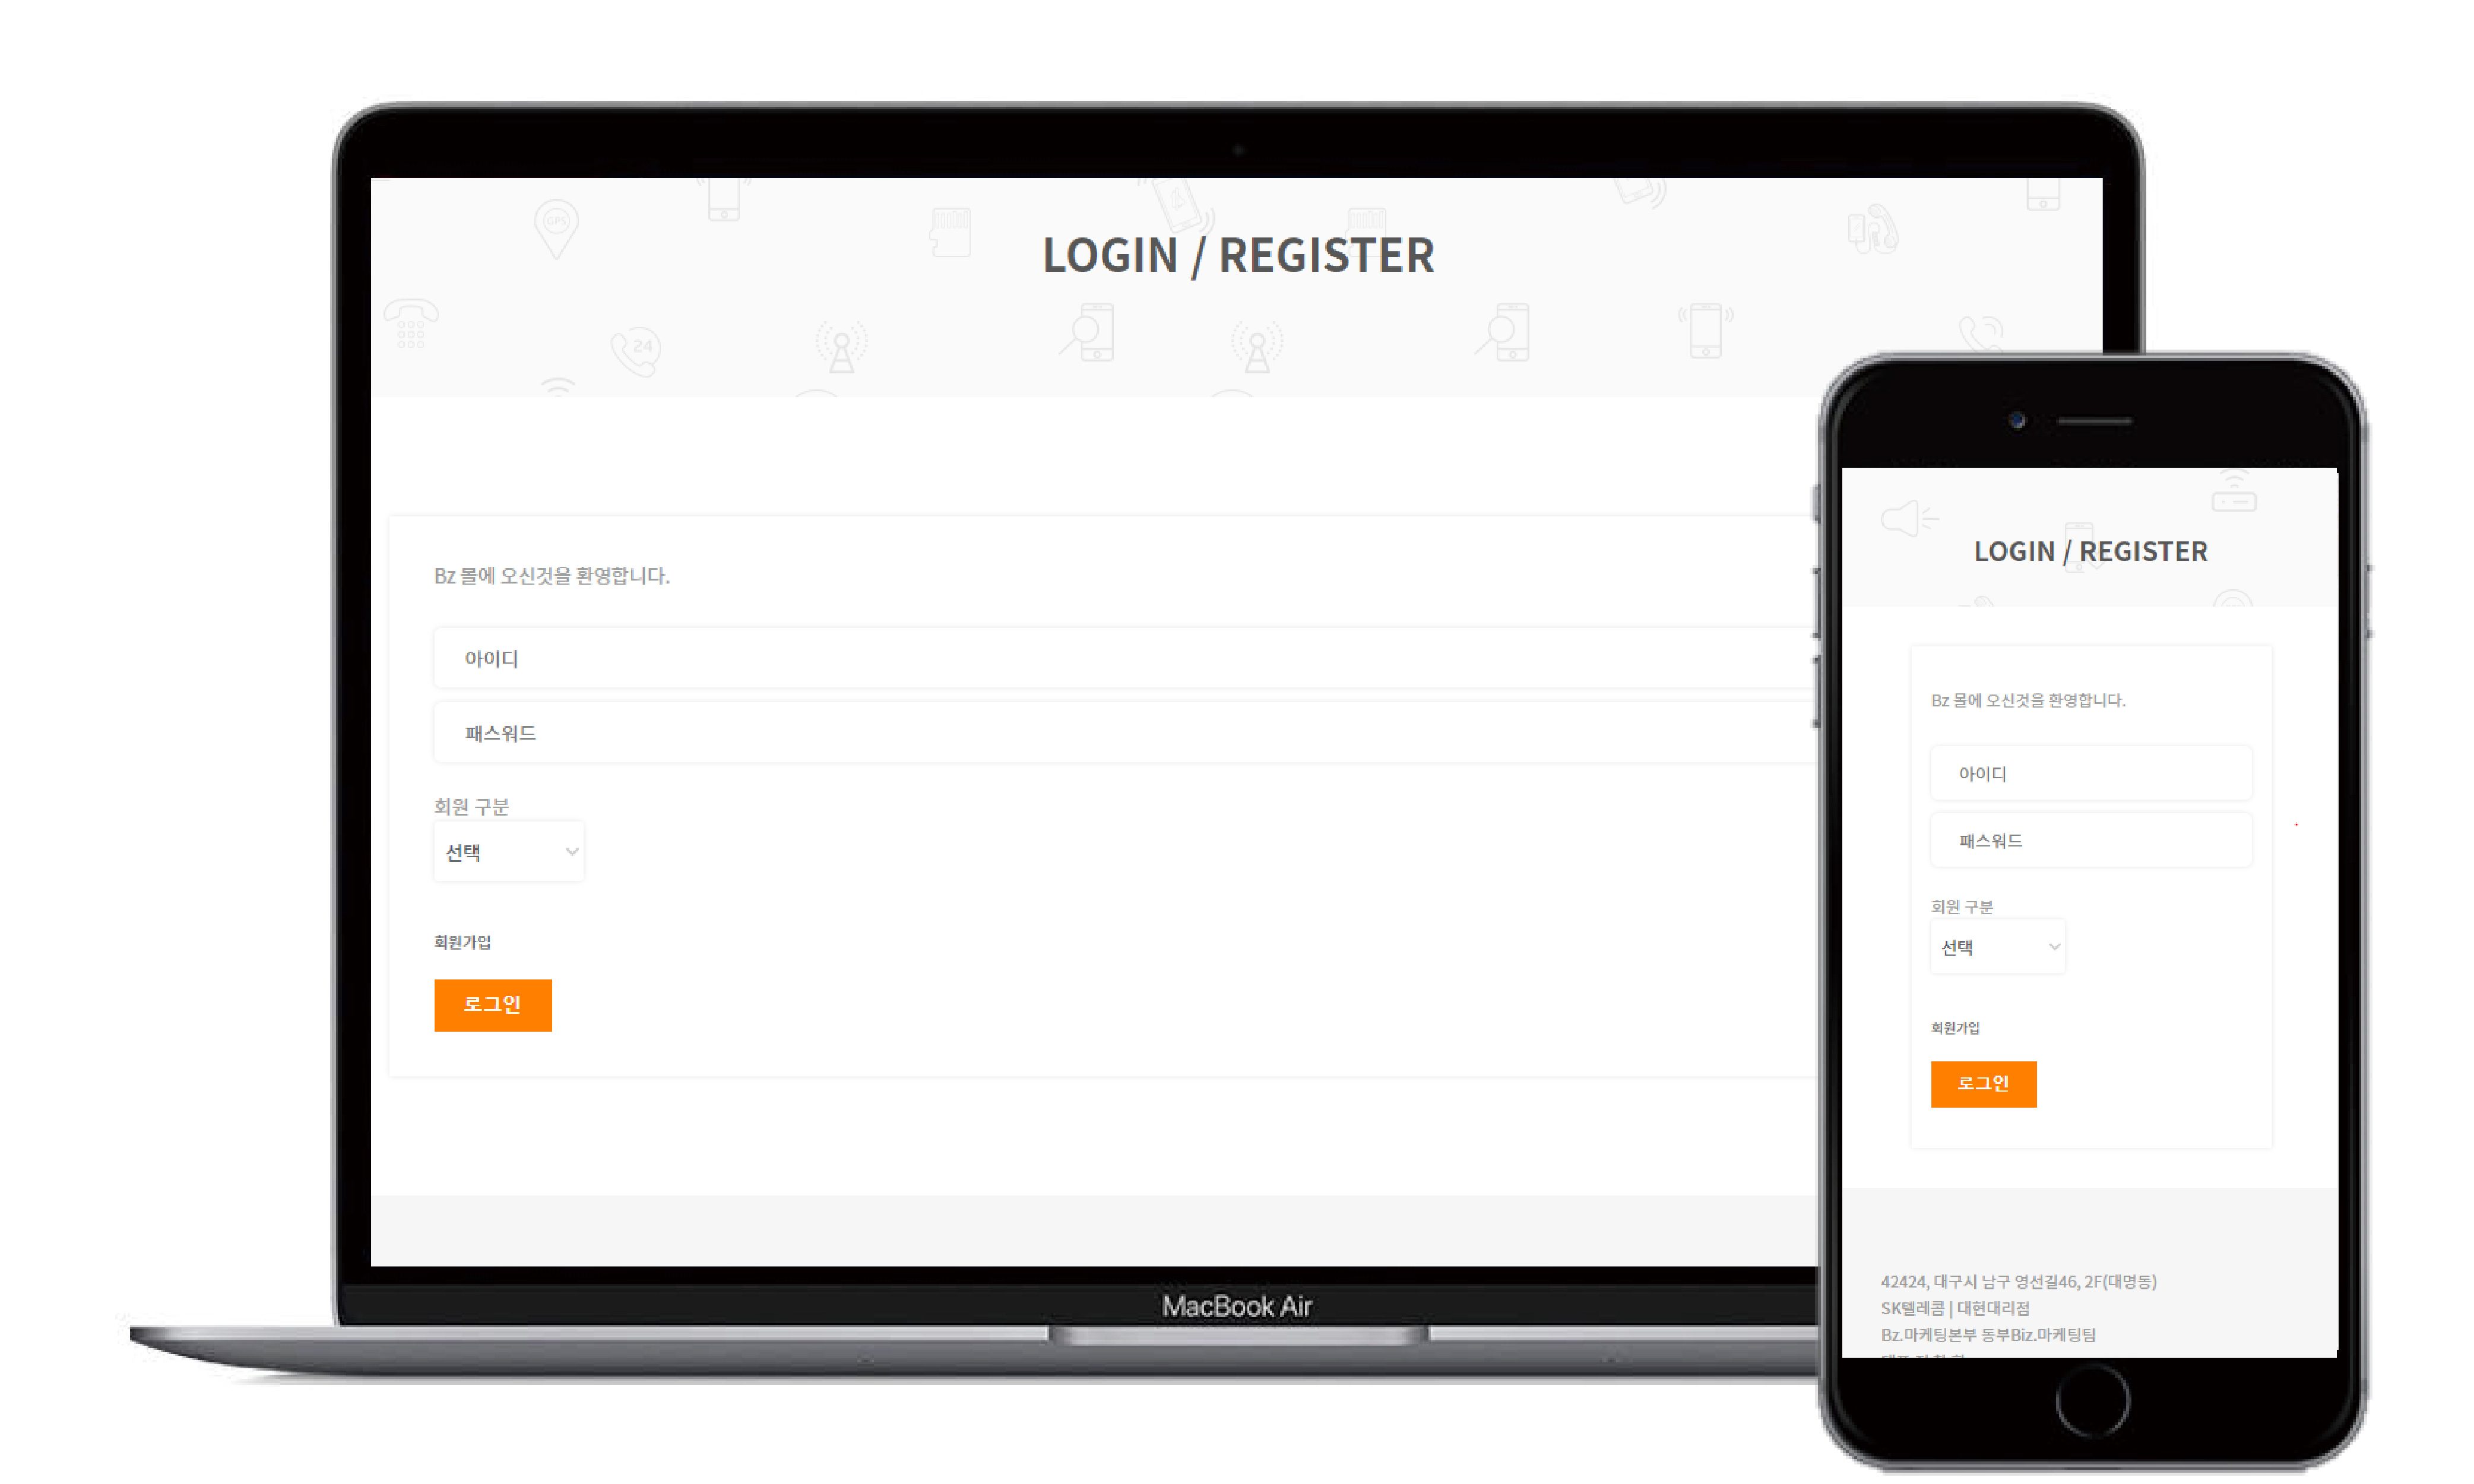 LOGIN / REGISTER
GPS
24
Bz 몰에 오신것을 환영합니다.
아이디
패스워드
회원 구분
선택
회원가입
로그인
MacBook Air
LOGIN / REGISTER
Bz 몰에 오신것을 환영합니다.
아이디
패스워드
회원 구분
선택
회원가입
로그인
42424, 대구시 남구 영선길46, 2F(대명동)
SK텔레콤 | 대현대리점
Bz.마케팅본부 동부Biz.마케팅팀